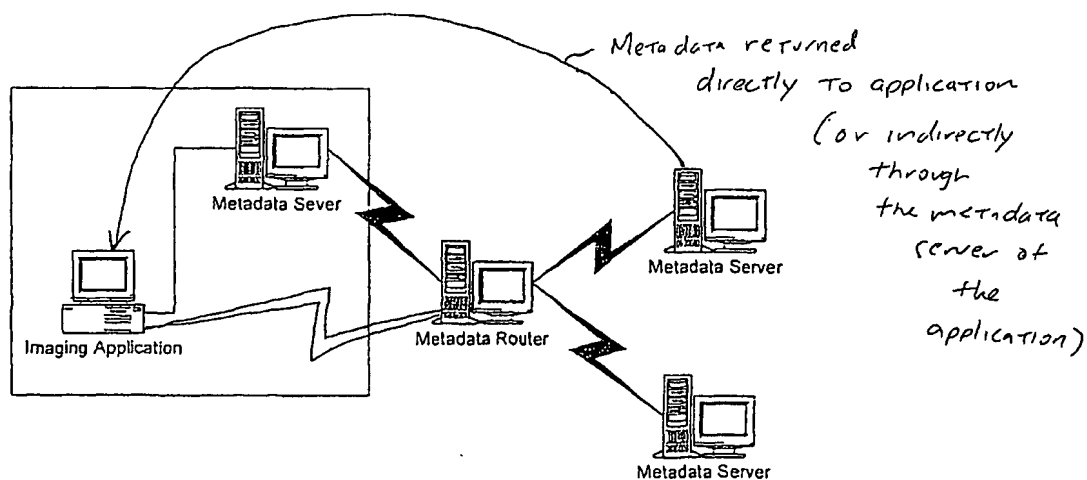 Metadata returned
directly to application
(or indirectly
through
the metadata
server of
the
application)
Metadata Sever
Metadata Server
Imaging Application
Metadata Router
Metadata Server